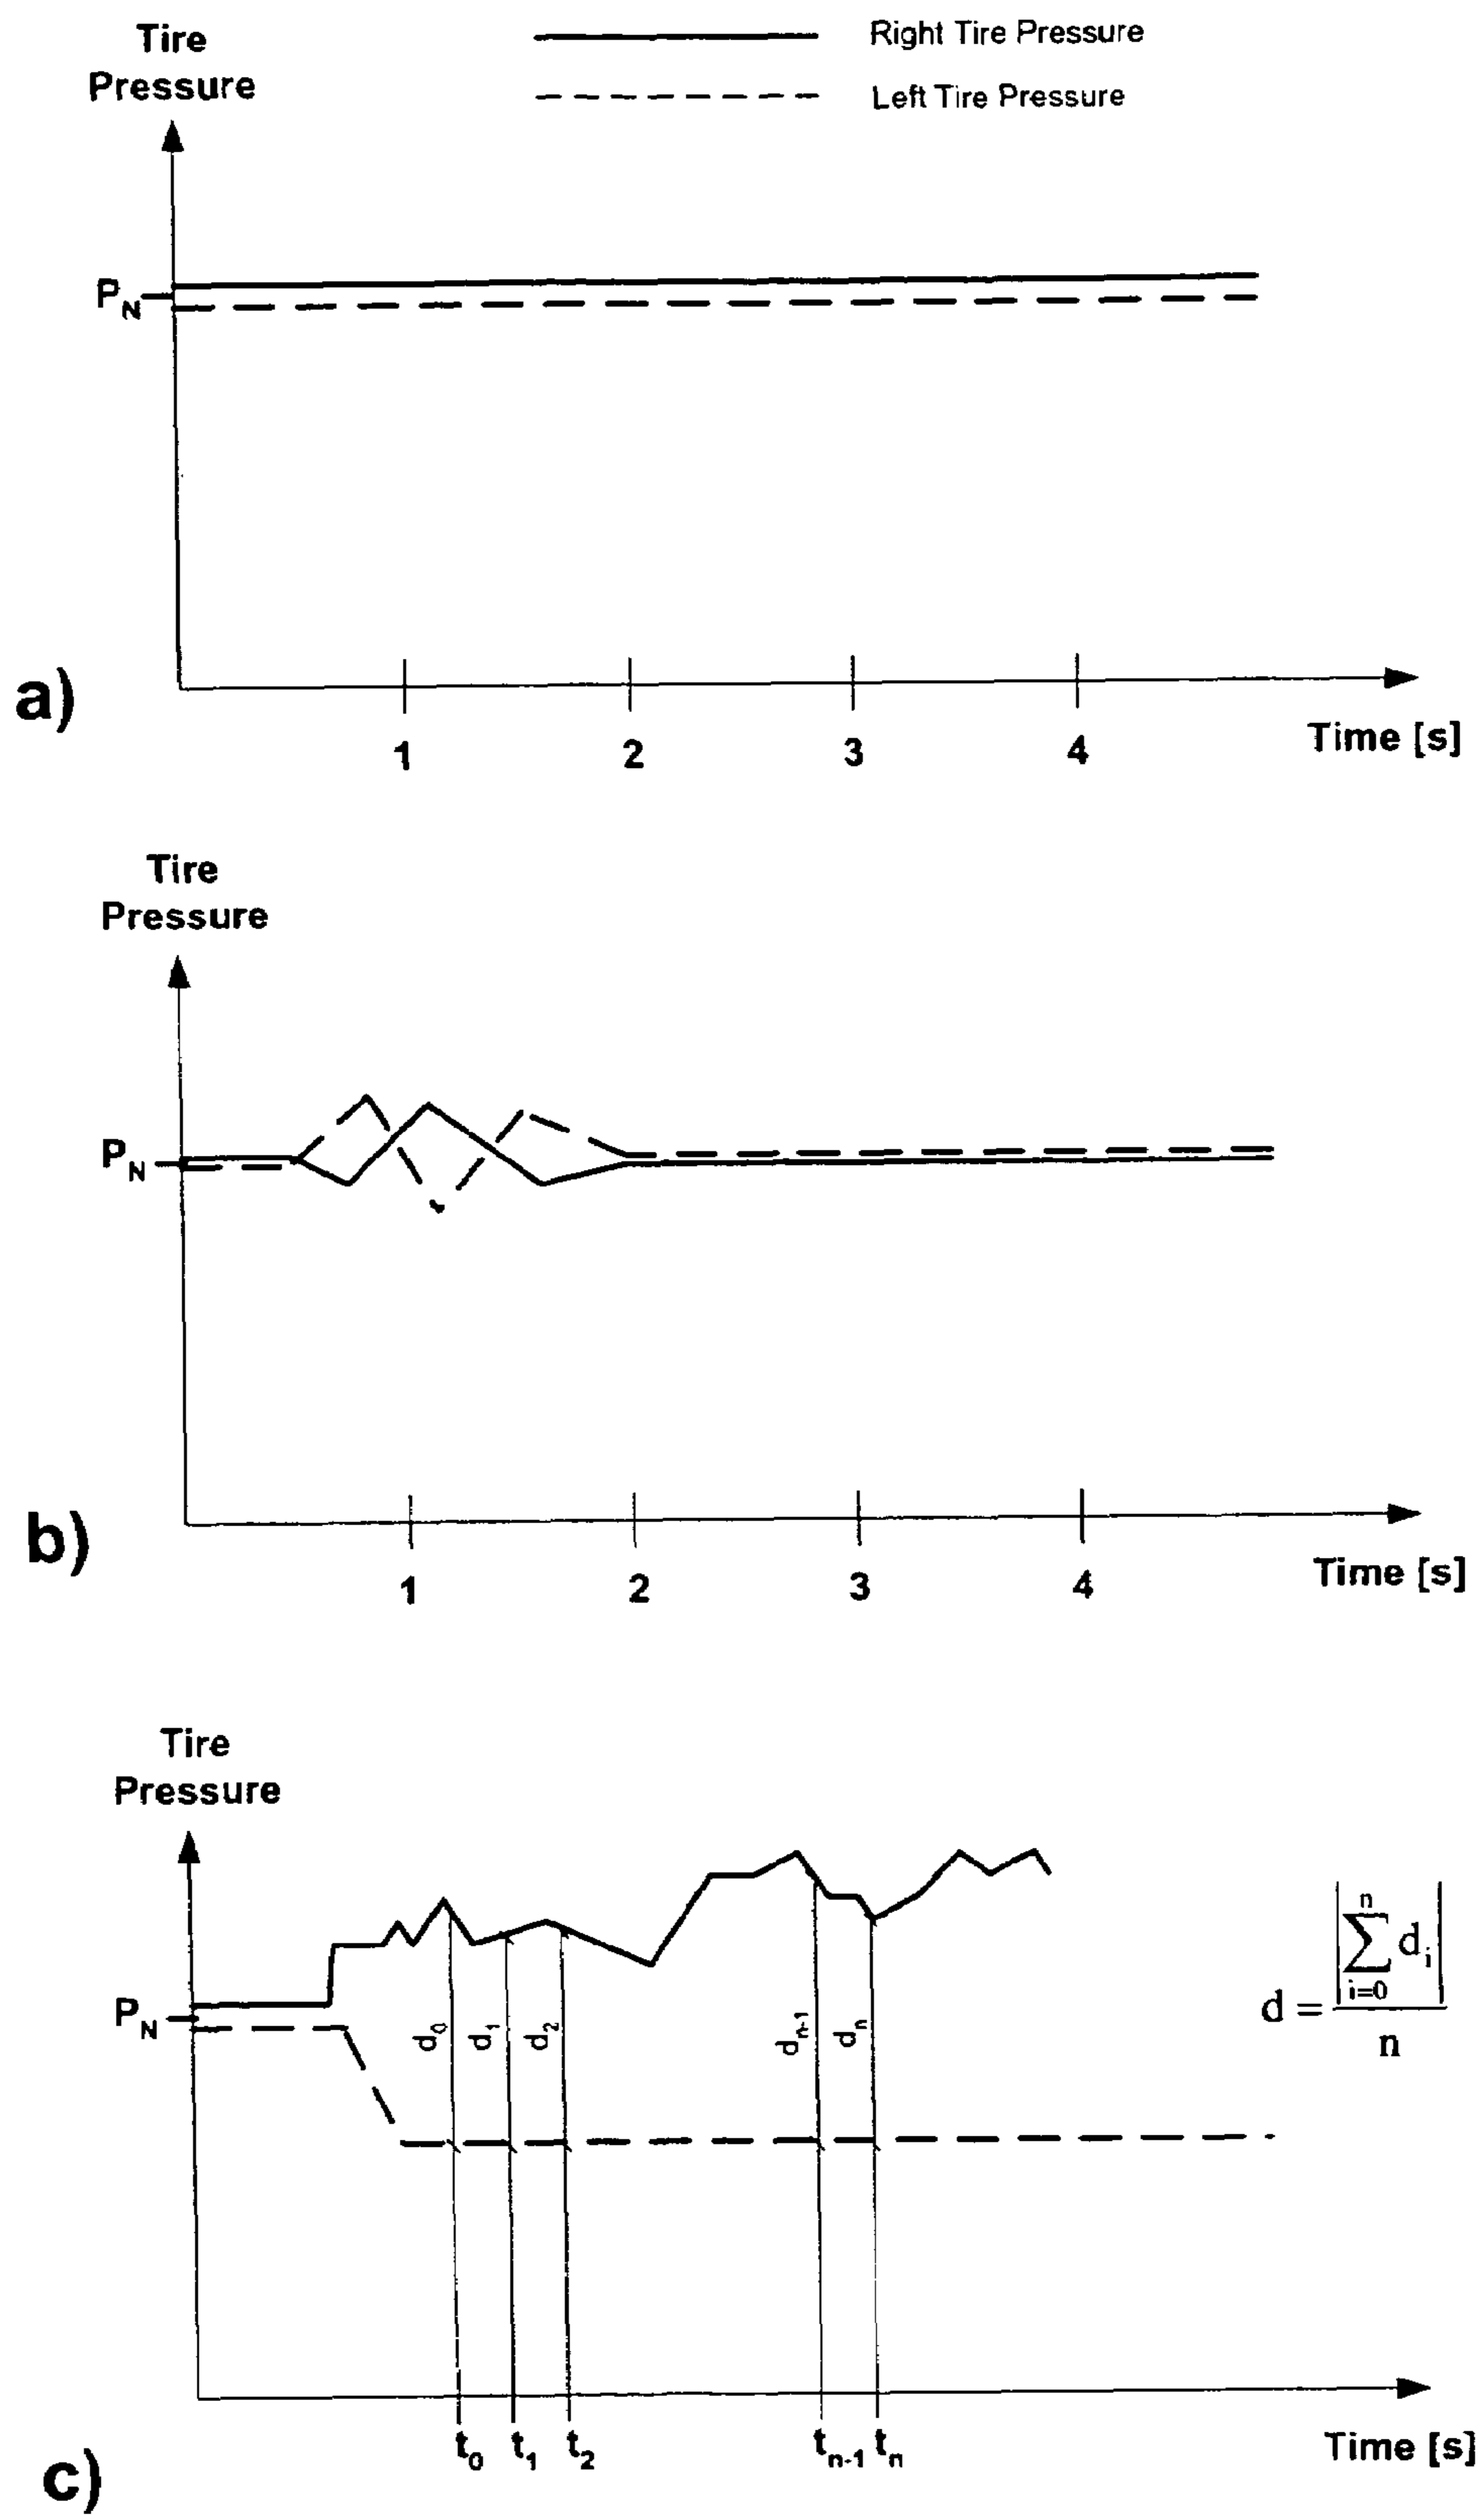 Tire
Pressure
Right Tire Pressure
Left Tire Pressure
P_N
a)
1 2 3 4
Time [s]
Tire
Pressure
P_N
b)
1 2 3 4
Time [s]
Tire
Pressure
P_N
d_0 d_1 d_2 d_{n-1} d_n
d = |∑_{i=0}^{n} d_i| / n
t_0 t_1 t_2 t_{n-1} t_n
Time [s]
c)